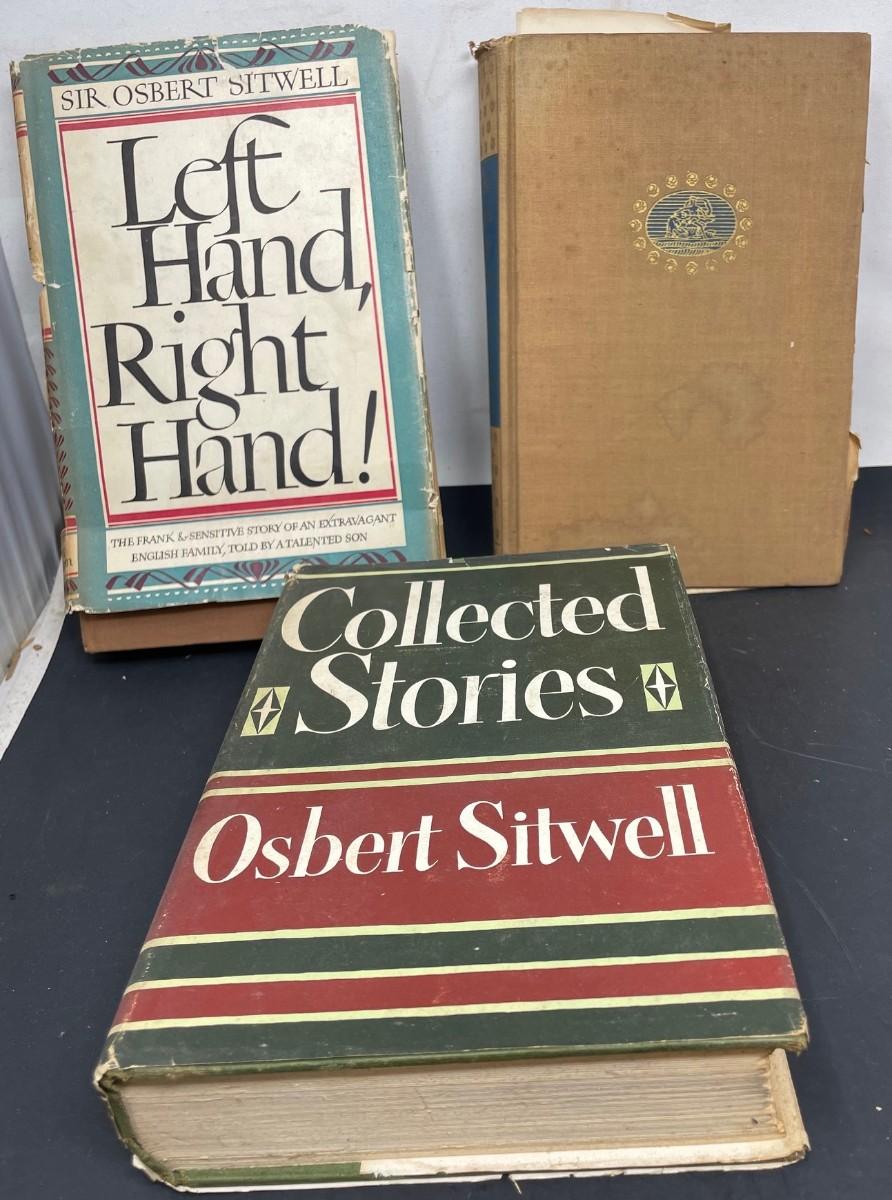 SIR OSBERT SITWELL
Left
Hand,
Right
Hand!
THE FRANK & SENSITIVE STORY OF AN EXTRAVAGANT
ENGLISH FAMILY, TOLD BY A TALENTED SON
Collected
Stories
Osbert Sitwell